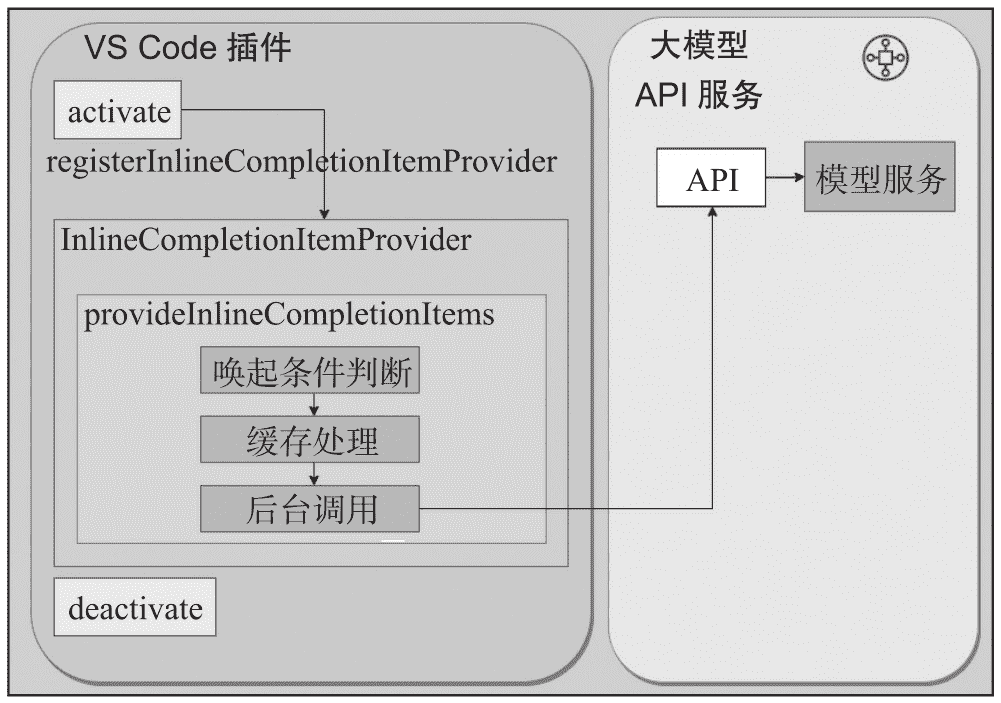 VS Code 插件
activate
registerInlineCompletionItemProvider
InlineCompletionItemProvider
provideInlineCompletionItems
唤起条件判断
缓存处理
后台调用
deactivate
大模型
API 服务
API
模型服务